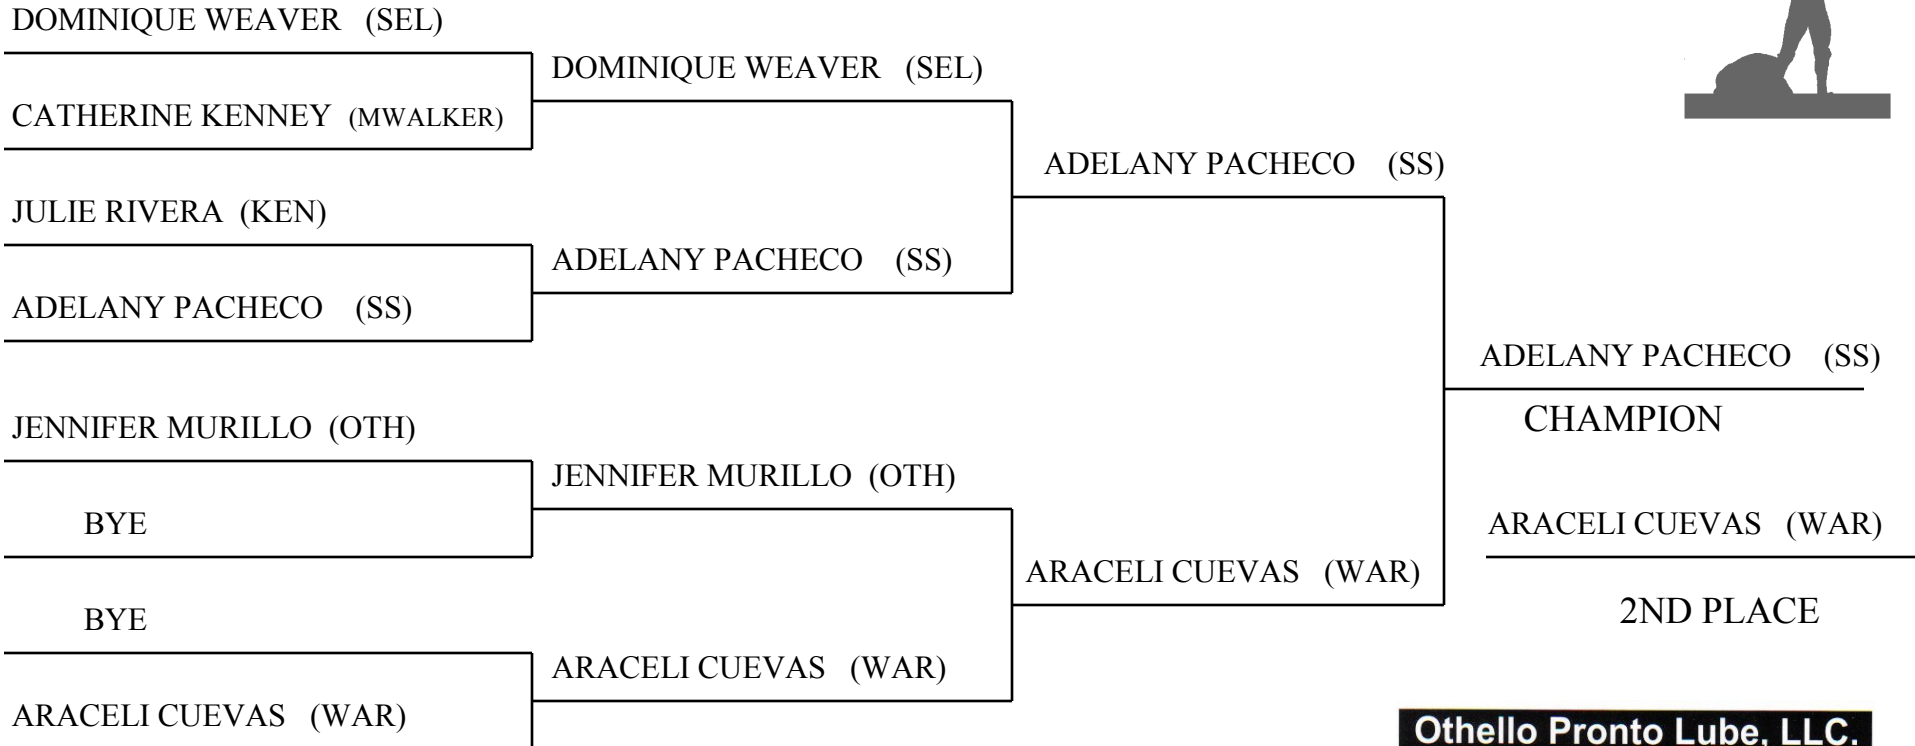 DOMINIQUE WEAVER (SEL)
CATHERINE KENNEY (MWALKER)
JULIE RIVERA (KEN)
ADELANY PACHECO (SS)
JENNIFER MURILLO (OTH)
BYE
BYE
ARACELI CUEVAS (WAR)
DOMINIQUE WEAVER (SEL)
ADELANY PACHECO (SS)
JENNIFER MURILLO (OTH)
ARACELI CUEVAS (WAR)
ADELANY PACHECO (SS)
ARACELI CUEVAS (WAR)
ADELANY PACHECO (SS)
CHAMPION
ARACELI CUEVAS (WAR)
2ND PLACE
Othello Pronto Lube, LLC.